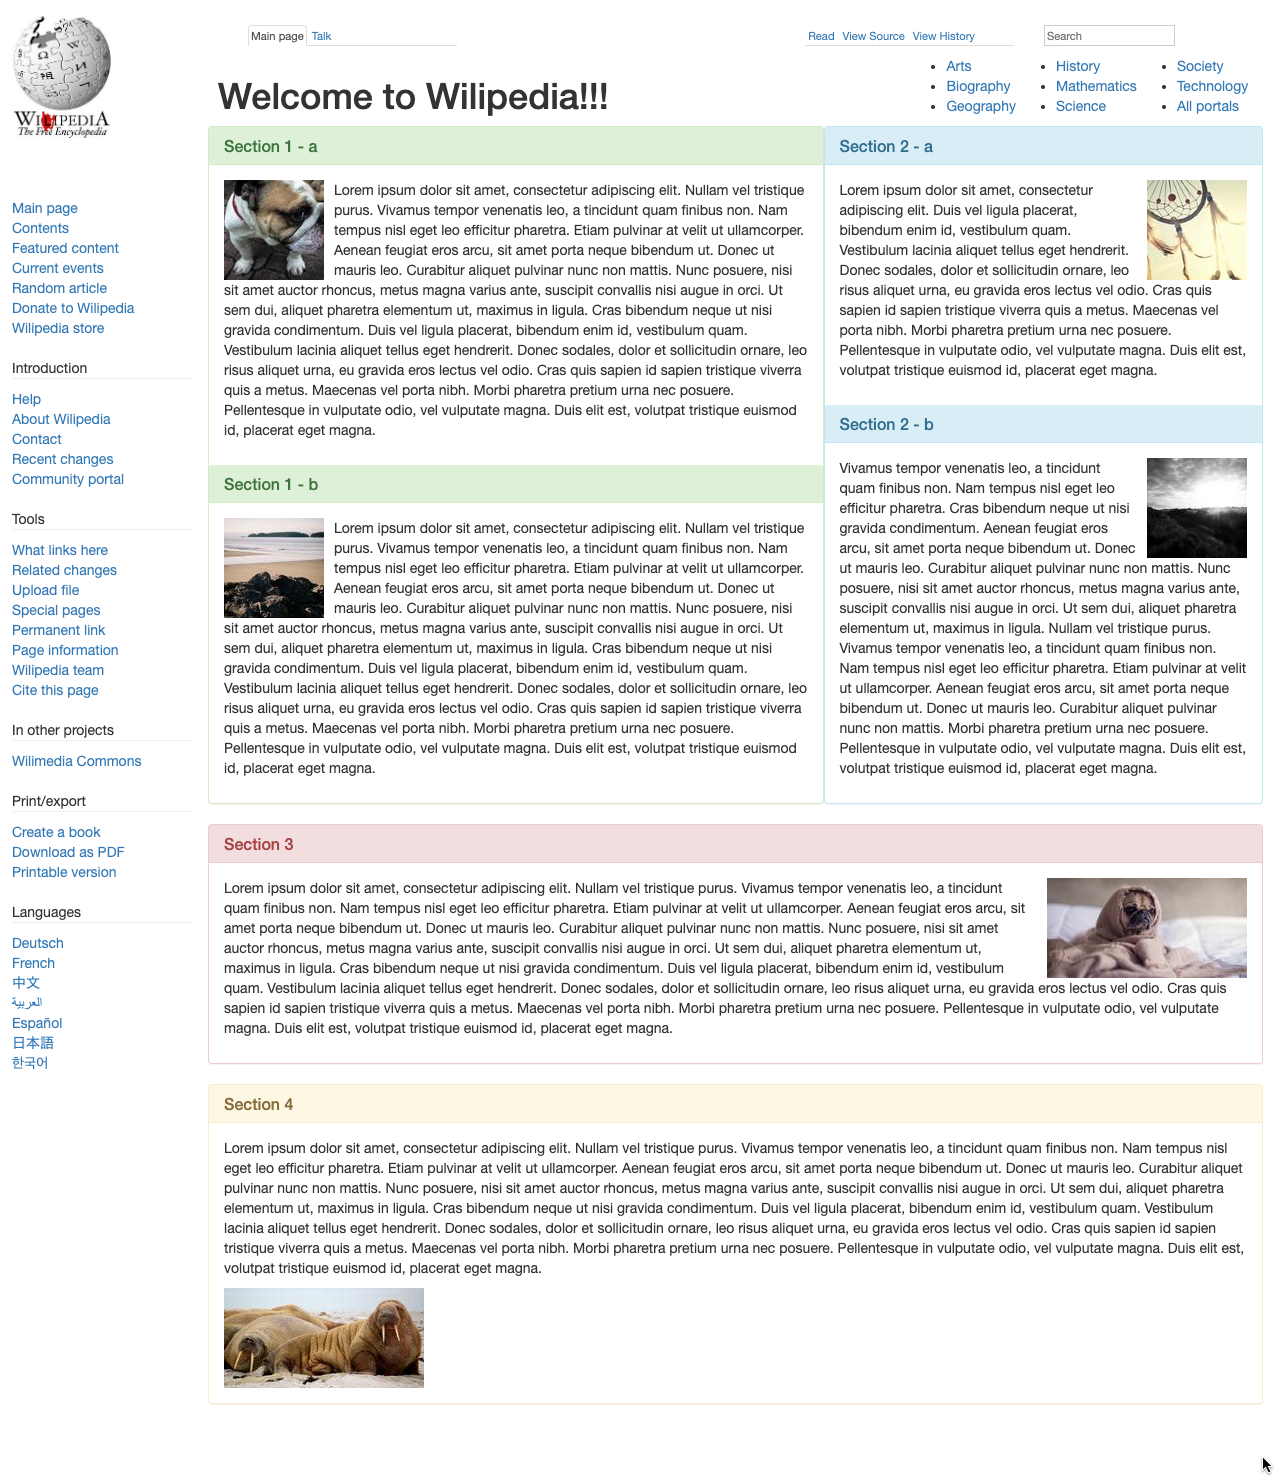 WILIPEDIA
The Free Encyclopedia
Main page
Contents
Featured content
Current events
Random article
Donate to Wilipedia
Wilipedia store
Introduction
Help
About Wilipedia
Contact
Recent changes
Community portal
Tools
What links here
Related changes
Upload file
Special pages
Permanent link
Page information
Wilipedia team
Cite this page
In other projects
Wilimedia Commons
Print/export
Create a book
Download as PDF
Printable version
Languages
Deutsch
French
中文
العربية
Español
日本語
한국어
Main page Talk
Read View Source View History
Search
Arts
Biography
Geography
History
Mathematics
Science
Society
Technology
All portals
Welcome to Wilipedia!!!
Section 1 - a
Lorem ipsum dolor sit amet, consectetur adipiscing elit. Nullam vel tristique
purus. Vivamus tempor venenatis leo, a tincidunt quam finibus non. Nam
tempus nisl eget leo efficitur pharetra. Etiam pulvinar at velit ut ullamcorper.
Aenean feugiat eros arcu, sit amet porta neque bibendum ut. Donec ut
mauris leo. Curabitur aliquet pulvinar nunc non mattis. Nunc posuere, nisi
sit amet auctor rhoncus, metus magna varius ante, suscipit convallis nisi augue in orci. Ut
sem dui, aliquet pharetra elementum ut, maximus in ligula. Cras bibendum neque ut nisi
gravida condimentum. Duis vel ligula placerat, bibendum enim id, vestibulum quam.
Vestibulum lacinia aliquet tellus eget hendrerit. Donec sodales, dolor et sollicitudin ornare, leo
risus aliquet urna, eu gravida eros lectus vel odio. Cras quis sapien id sapien tristique viverra
quis a metus. Maecenas vel porta nibh. Morbi pharetra pretium urna nec posuere.
Pellentesque in vulputate odio, vel vulputate magna. Duis elit est, volutpat tristique euismod
id, placerat eget magna.
Section 1 - b
Lorem ipsum dolor sit amet, consectetur adipiscing elit. Nullam vel tristique
purus. Vivamus tempor venenatis leo, a tincidunt quam finibus non. Nam
tempus nisl eget leo efficitur pharetra. Etiam pulvinar at velit ut ullamcorper.
Aenean feugiat eros arcu, sit amet porta neque bibendum ut. Donec ut
mauris leo. Curabitur aliquet pulvinar nunc non mattis. Nunc posuere, nisi
sit amet auctor rhoncus, metus magna varius ante, suscipit convallis nisi augue in orci. Ut
sem dui, aliquet pharetra elementum ut, maximus in ligula. Cras bibendum neque ut nisi
gravida condimentum. Duis vel ligula placerat, bibendum enim id, vestibulum quam.
Vestibulum lacinia aliquet tellus eget hendrerit. Donec sodales, dolor et sollicitudin ornare, leo
risus aliquet urna, eu gravida eros lectus vel odio. Cras quis sapien id sapien tristique viverra
quis a metus. Maecenas vel porta nibh. Morbi pharetra pretium urna nec posuere.
Pellentesque in vulputate odio, vel vulputate magna. Duis elit est, volutpat tristique euismod
id, placerat eget magna.
Section 2 - a
Lorem ipsum dolor sit amet, consectetur
adipiscing elit. Duis vel ligula placerat,
bibendum enim id, vestibulum quam.
Vestibulum lacinia aliquet tellus eget hendrerit.
Donec sodales, dolor et sollicitudin ornare, leo
risus aliquet urna, eu gravida eros lectus vel odio. Cras quis
sapien id sapien tristique viverra quis a metus. Maecenas vel
porta nibh. Morbi pharetra pretium urna nec posuere.
Pellentesque in vulputate odio, vel vulputate magna. Duis elit est,
volutpat tristique euismod id, placerat eget magna.
Section 2 - b
Vivamus tempor venenatis leo, a tincidunt
quam finibus non. Nam tempus nisl eget leo
efficitur pharetra. Cras bibendum neque ut nisi
gravida condimentum. Aenean feugiat eros
arcu, sit amet porta neque bibendum ut. Donec
ut mauris leo. Curabitur aliquet pulvinar nunc non mattis. Nunc
posuere, nisi sit amet auctor rhoncus, metus magna varius ante,
suscipit convallis nisi augue in orci. Ut sem dui, aliquet pharetra
elementum ut, maximus in ligula. Nullam vel tristique purus.
Vivamus tempor venenatis leo, a tincidunt quam finibus non.
Nam tempus nisl eget leo efficitur pharetra. Etiam pulvinar at velit
ut ullamcorper. Aenean feugiat eros arcu, sit amet porta neque
bibendum ut. Donec ut mauris leo. Curabitur aliquet pulvinar
nunc non mattis. Morbi pharetra pretium urna nec posuere.
Pellentesque in vulputate odio, vel vulputate magna. Duis elit est,
volutpat tristique euismod id, placerat eget magna.
Section 3
Lorem ipsum dolor sit amet, consectetur adipiscing elit. Nullam vel tristique purus. Vivamus tempor venenatis leo, a tincidunt
quam finibus non. Nam tempus nisl eget leo efficitur pharetra. Etiam pulvinar at velit ut ullamcorper. Aenean feugiat eros arcu, sit
amet porta neque bibendum ut. Donec ut mauris leo. Curabitur aliquet pulvinar nunc non mattis. Nunc posuere, nisi sit amet
auctor rhoncus, metus magna varius ante, suscipit convallis nisi augue in orci. Ut sem dui, aliquet pharetra elementum ut,
maximus in ligula. Cras bibendum neque ut nisi gravida condimentum. Duis vel ligula placerat, bibendum enim id, vestibulum
quam. Vestibulum lacinia aliquet tellus eget hendrerit. Donec sodales, dolor et sollicitudin ornare, leo risus aliquet urna, eu gravida eros lectus vel odio. Cras quis
sapien id sapien tristique viverra quis a metus. Maecenas vel porta nibh. Morbi pharetra pretium urna nec posuere. Pellentesque in vulputate odio, vel vulputate
magna. Duis elit est, volutpat tristique euismod id, placerat eget magna.
Section 4
Lorem ipsum dolor sit amet, consectetur adipiscing elit. Nullam vel tristique purus. Vivamus tempor venenatis leo, a tincidunt quam finibus non. Nam tempus nisl
eget leo efficitur pharetra. Etiam pulvinar at velit ut ullamcorper. Aenean feugiat eros arcu, sit amet porta neque bibendum ut. Donec ut mauris leo. Curabitur aliquet
pulvinar nunc non mattis. Nunc posuere, nisi sit amet auctor rhoncus, metus magna varius ante, suscipit convallis nisi augue in orci. Ut sem dui, aliquet pharetra
elementum ut, maximus in ligula. Cras bibendum neque ut nisi gravida condimentum. Duis vel ligula placerat, bibendum enim id, vestibulum quam. Vestibulum
lacinia aliquet tellus eget hendrerit. Donec sodales, dolor et sollicitudin ornare, leo risus aliquet urna, eu gravida eros lectus vel odio. Cras quis sapien id sapien
tristique viverra quis a metus. Maecenas vel porta nibh. Morbi pharetra pretium urna nec posuere. Pellentesque in vulputate odio, vel vulputate magna. Duis elit est,
volutpat tristique euismod id, placerat eget magna.